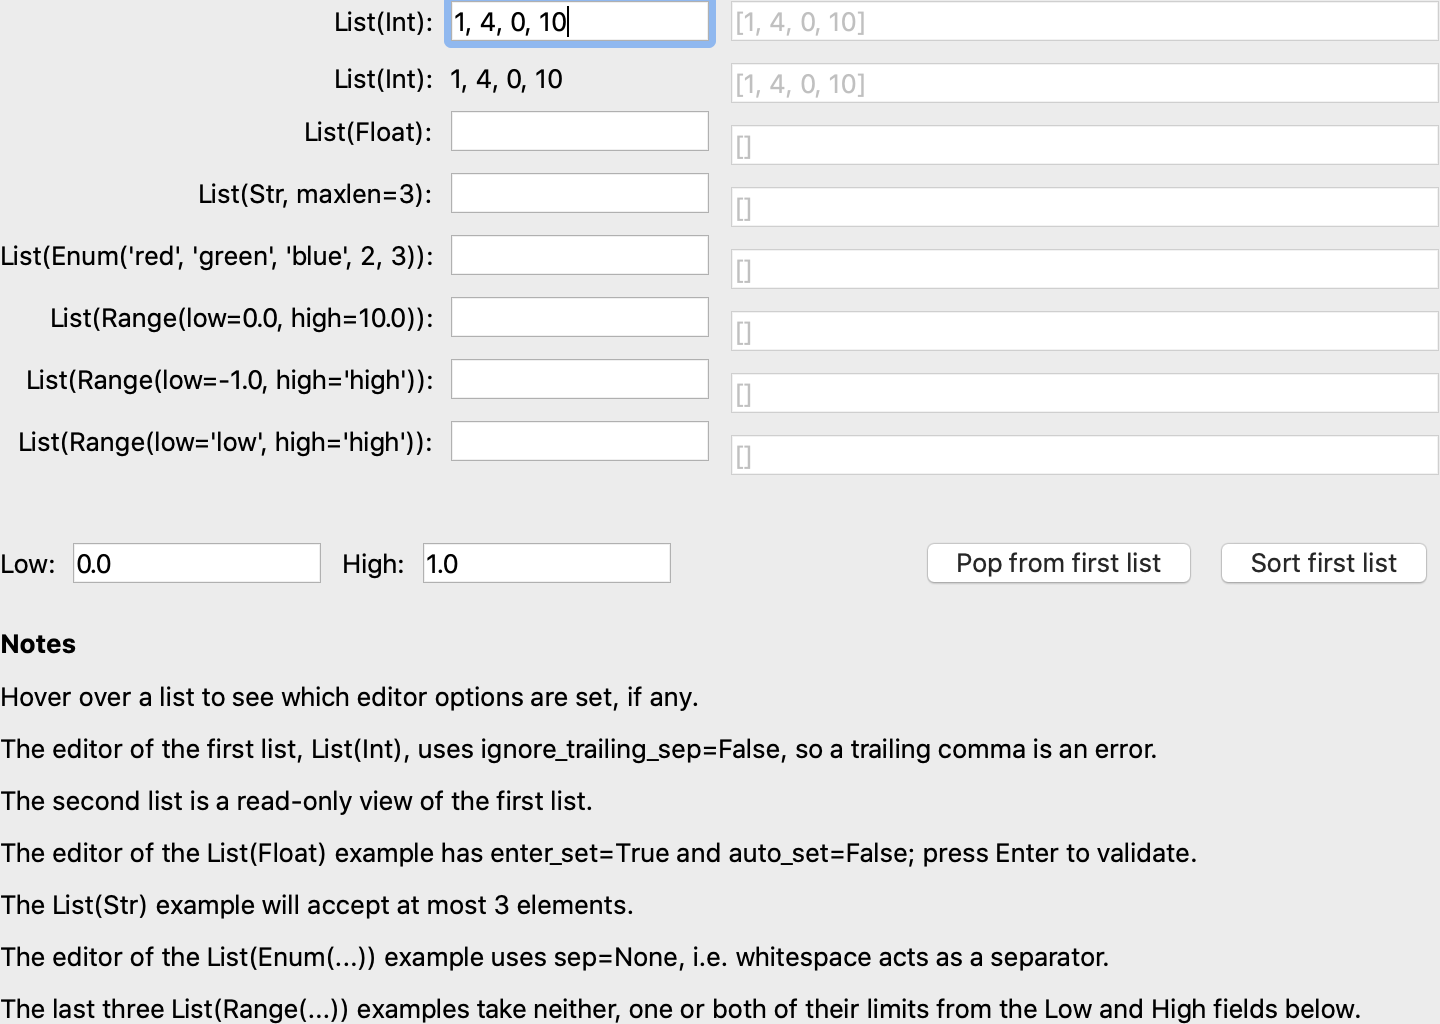 List(Int): 1, 4, 0, 10 [1, 4, 0, 10]
List(Int): 1, 4, 0, 10 [1, 4, 0, 10]
List(Float): []
List(Str, maxlen=3): []
List(Enum('red', 'green', 'blue', 2, 3)): []
List(Range(low=0.0, high=10.0)): []
List(Range(low=-1.0, high='high')): []
List(Range(low='low', high='high')): []
Low: 0.0 High: 1.0 Pop from first list Sort first list
Notes
Hover over a list to see which editor options are set, if any.
The editor of the first list, List(Int), uses ignore_trailing_sep=False, so a trailing comma is an error.
The second list is a read-only view of the first list.
The editor of the List(Float) example has enter_set=True and auto_set=False; press Enter to validate.
The List(Str) example will accept at most 3 elements.
The editor of the List(Enum(...)) example uses sep=None, i.e. whitespace acts as a separator.
The last three List(Range(...)) examples take neither, one or both of their limits from the Low and High fields below.